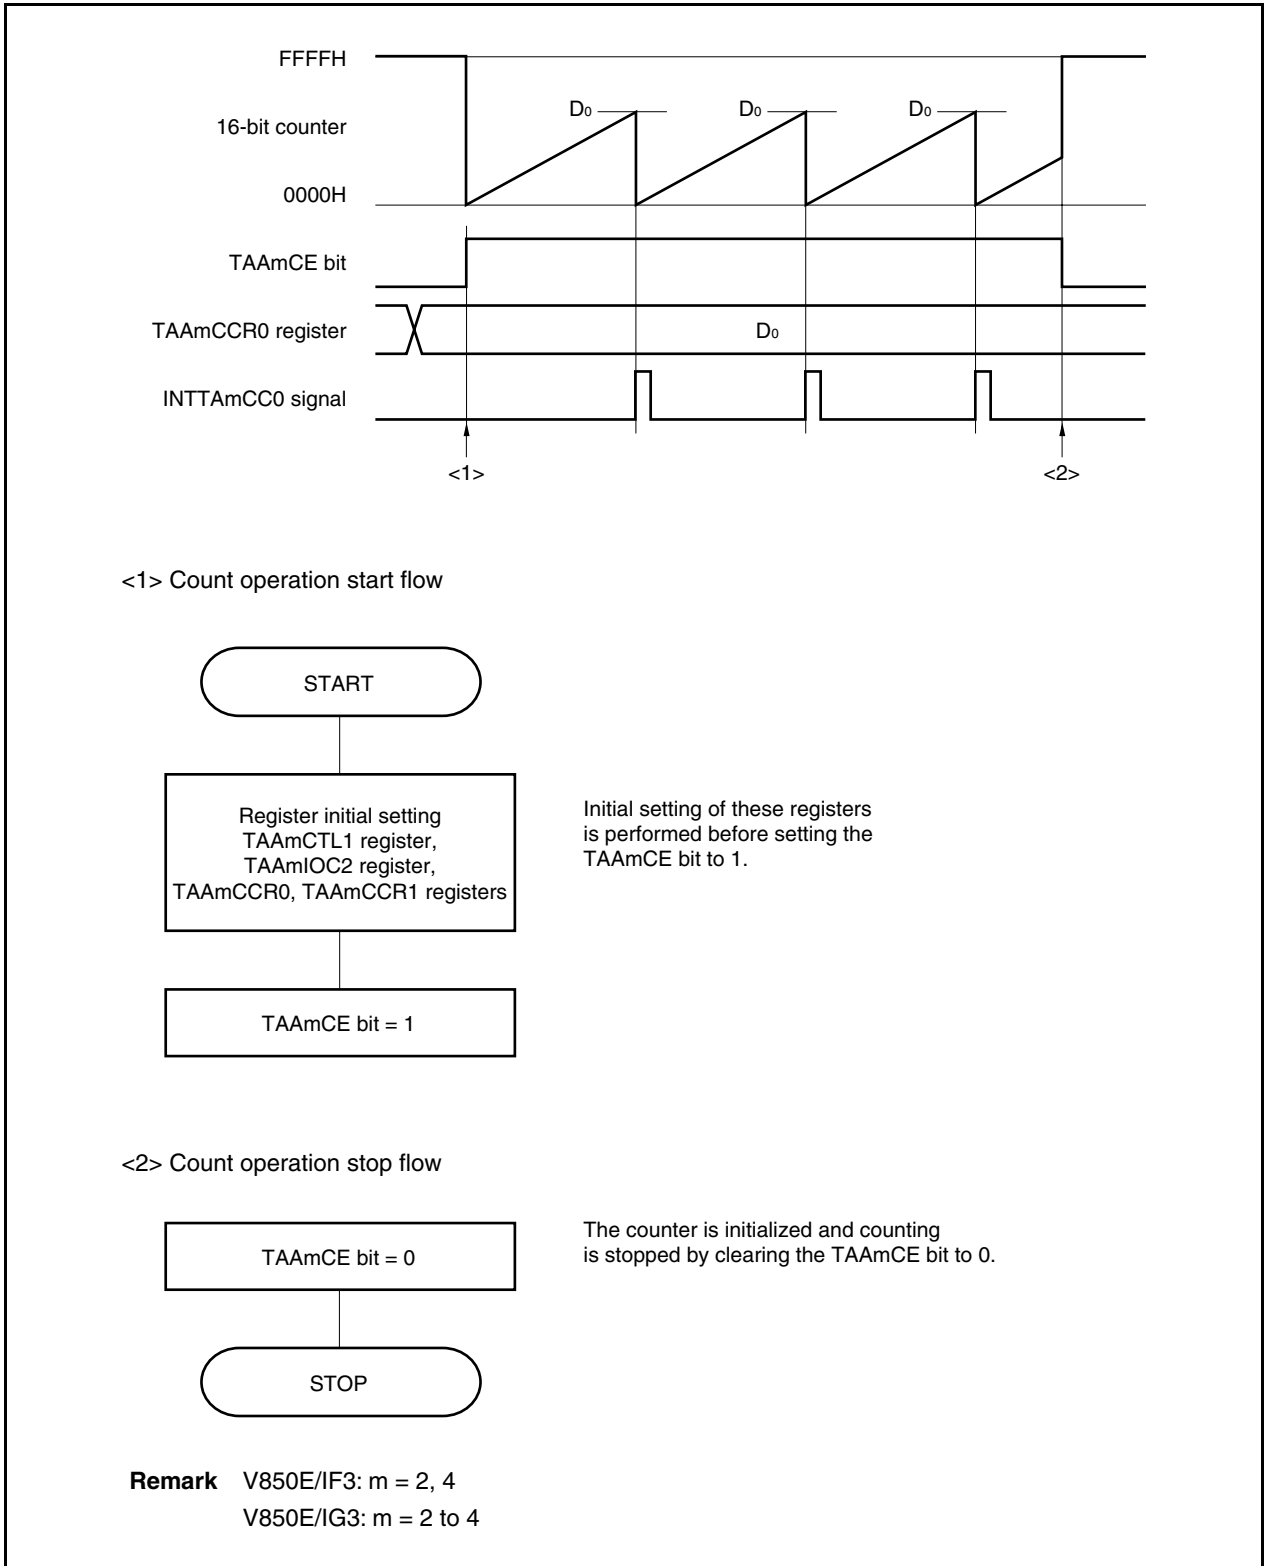 FFFFH
D0 D0 D0
16-bit counter
0000H
TAAmCE bit
TAAmCCR0 register D0
INTTAmCC0 signal
<1> <2>
<1> Count operation start flow
START
Register initial setting
TAAmCTL1 register,
TAAmIOC2 register,
TAAmCCR0, TAAmCCR1 registers
Initial setting of these registers
is performed before setting the
TAAmCE bit to 1.
TAAmCE bit = 1
<2> Count operation stop flow
TAAmCE bit = 0
The counter is initialized and counting
is stopped by clearing the TAAmCE bit to 0.
STOP
Remark V850E/IF3: m = 2, 4
V850E/IG3: m = 2 to 4